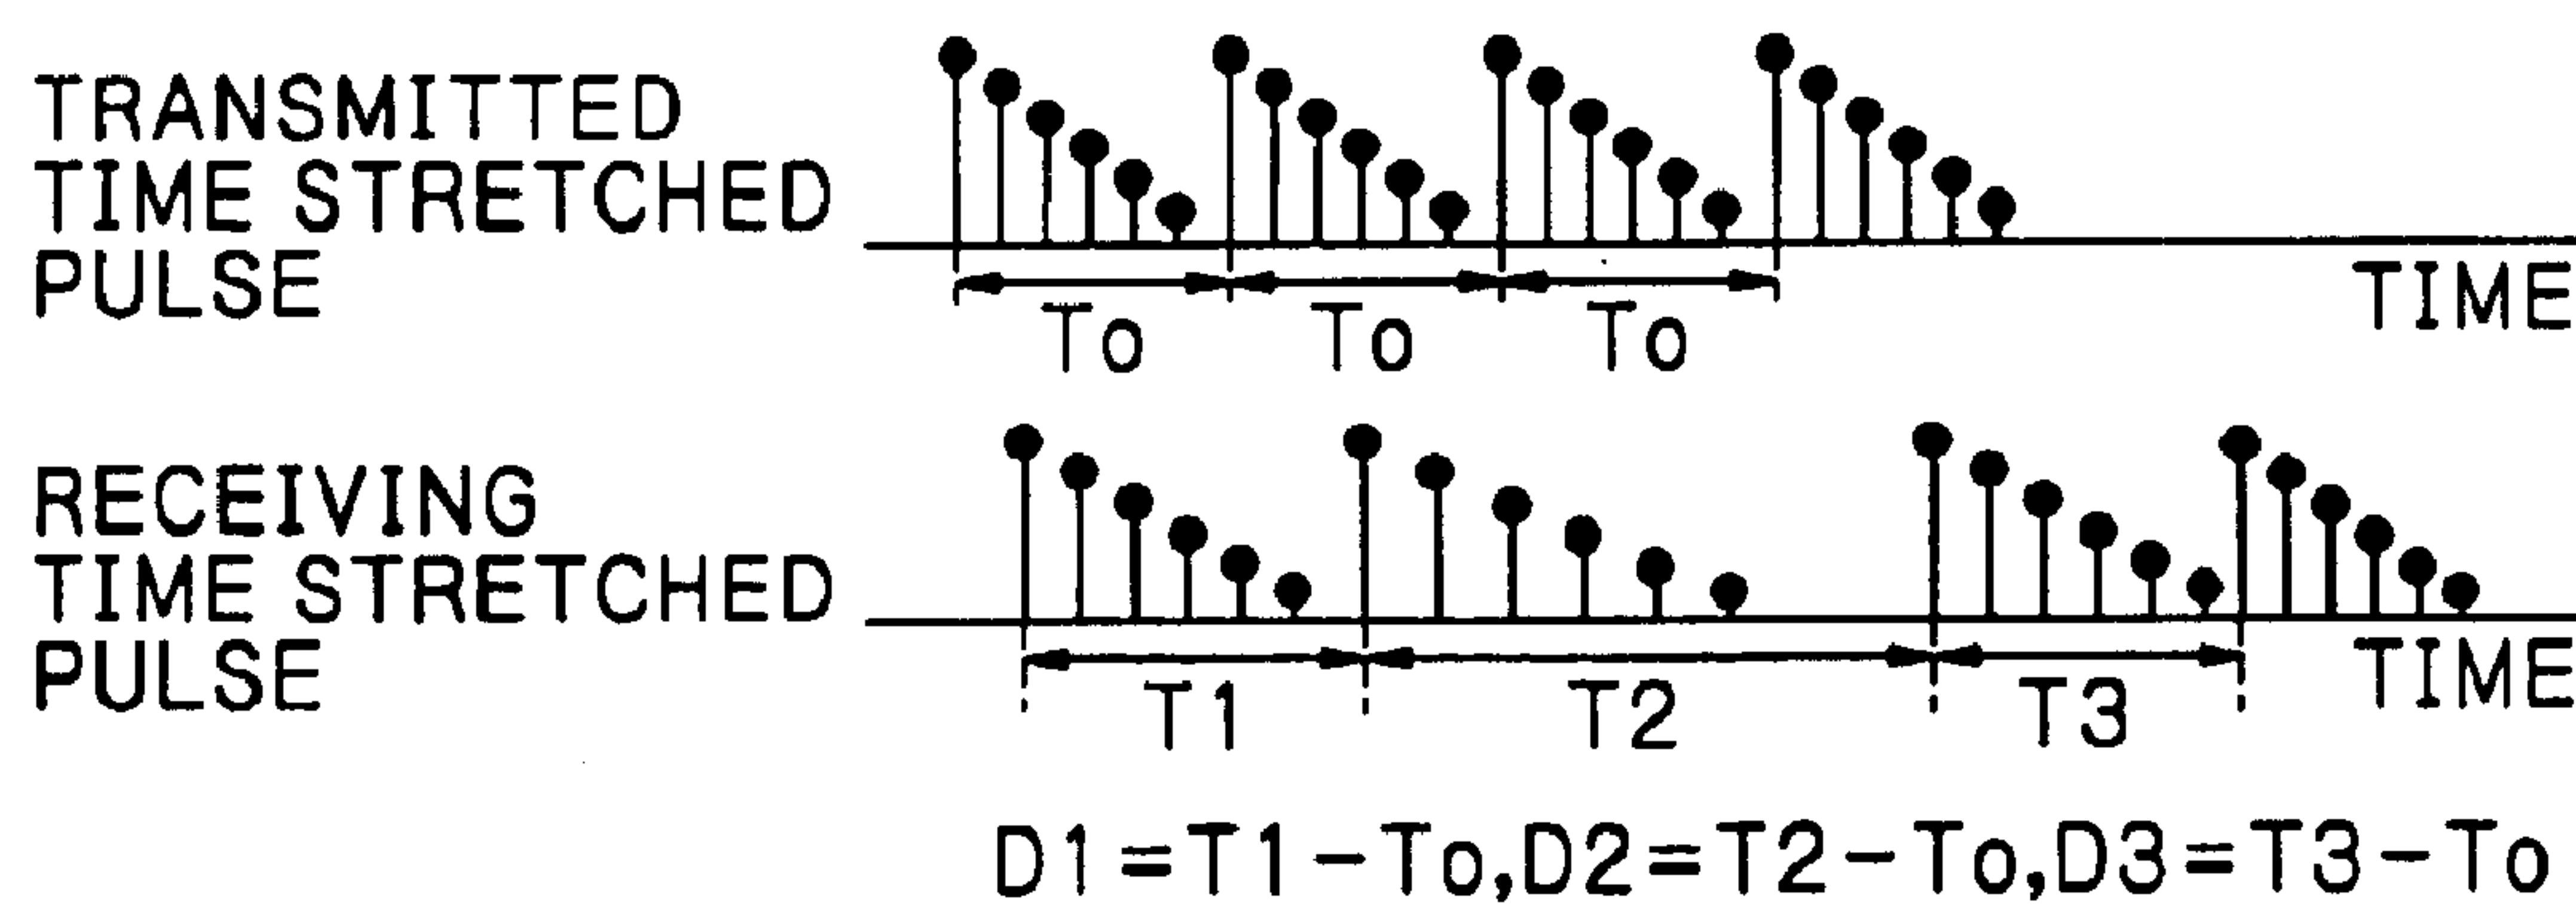 TRANSMITTED
TIME STRETCHED
PULSE
To To To
TIME
RECEIVING
TIME STRETCHED
PULSE
T1 T2 T3
TIME
D1=T1-To,D2=T2-To,D3=T3-To